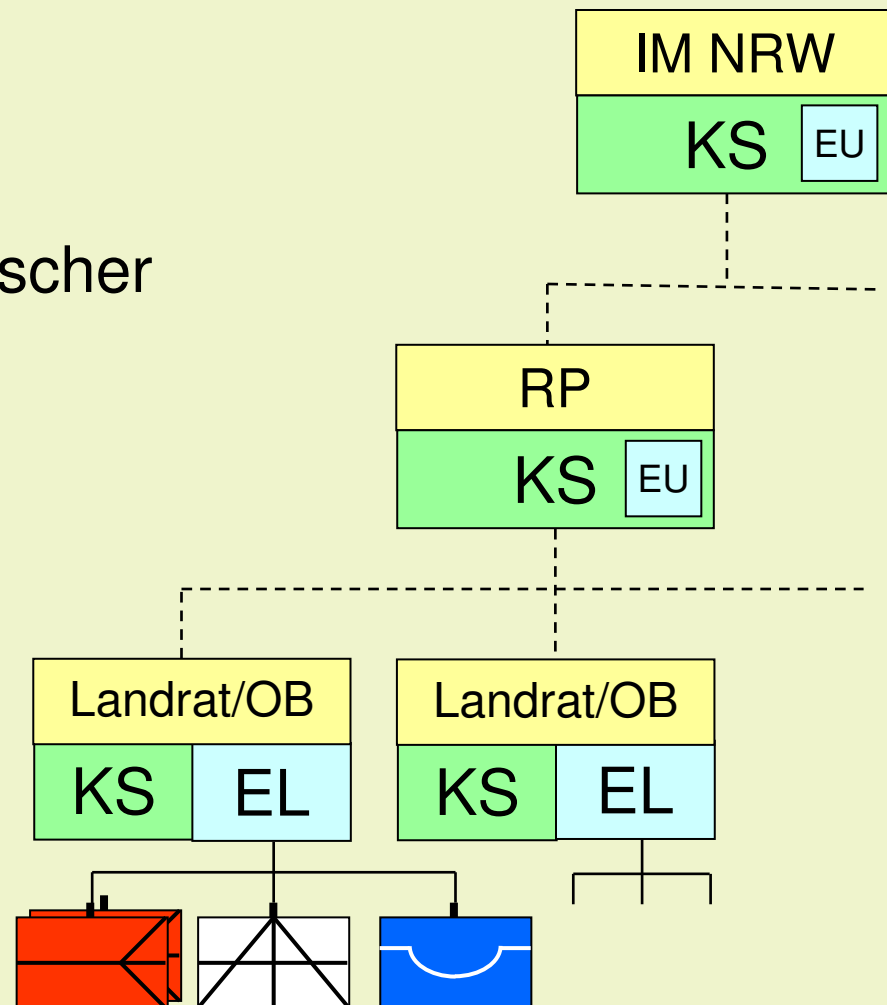 IM NRW
KS EU
scher
RP
KS EU
Landrat/OB Landrat/OB
KS EL KS EL